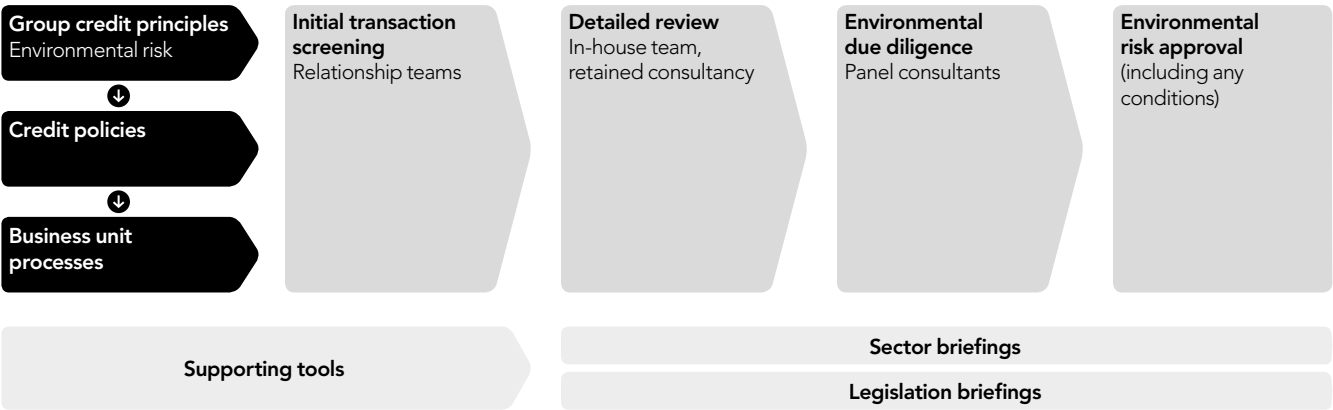 Group credit principles
Environmental risk
Credit policies
Business unit
processes
Initial transaction
screening
Relationship teams
Detailed review
In-house team,
retained consultancy
Environmental
due diligence
Panel consultants
Environmental
risk approval
(including any
conditions)
Supporting tools
Sector briefings
Legislation briefings